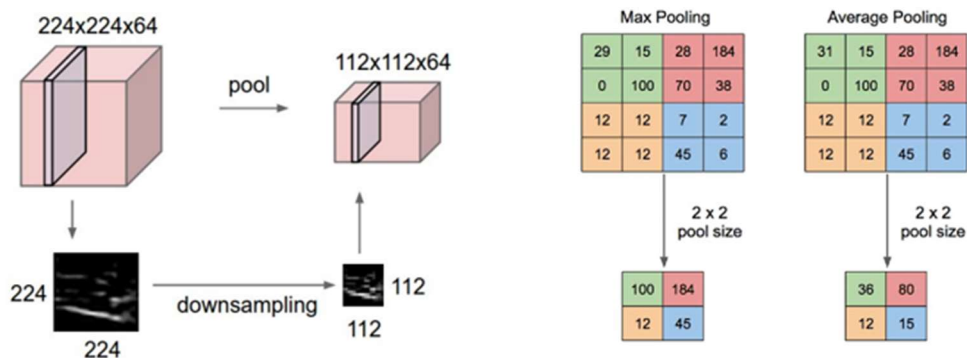 224x224x64
pool
112x112x64
224
224
downsampling
112
112
Max Pooling
29 15 28 184
0 100 70 38
12 12 7 2
12 12 45 6
2 x 2
pool size
100 184
12 45
Average Pooling
31 15 28 184
0 100 70 38
12 12 7 2
12 12 45 6
2 x 2
pool size
36 80
12 15